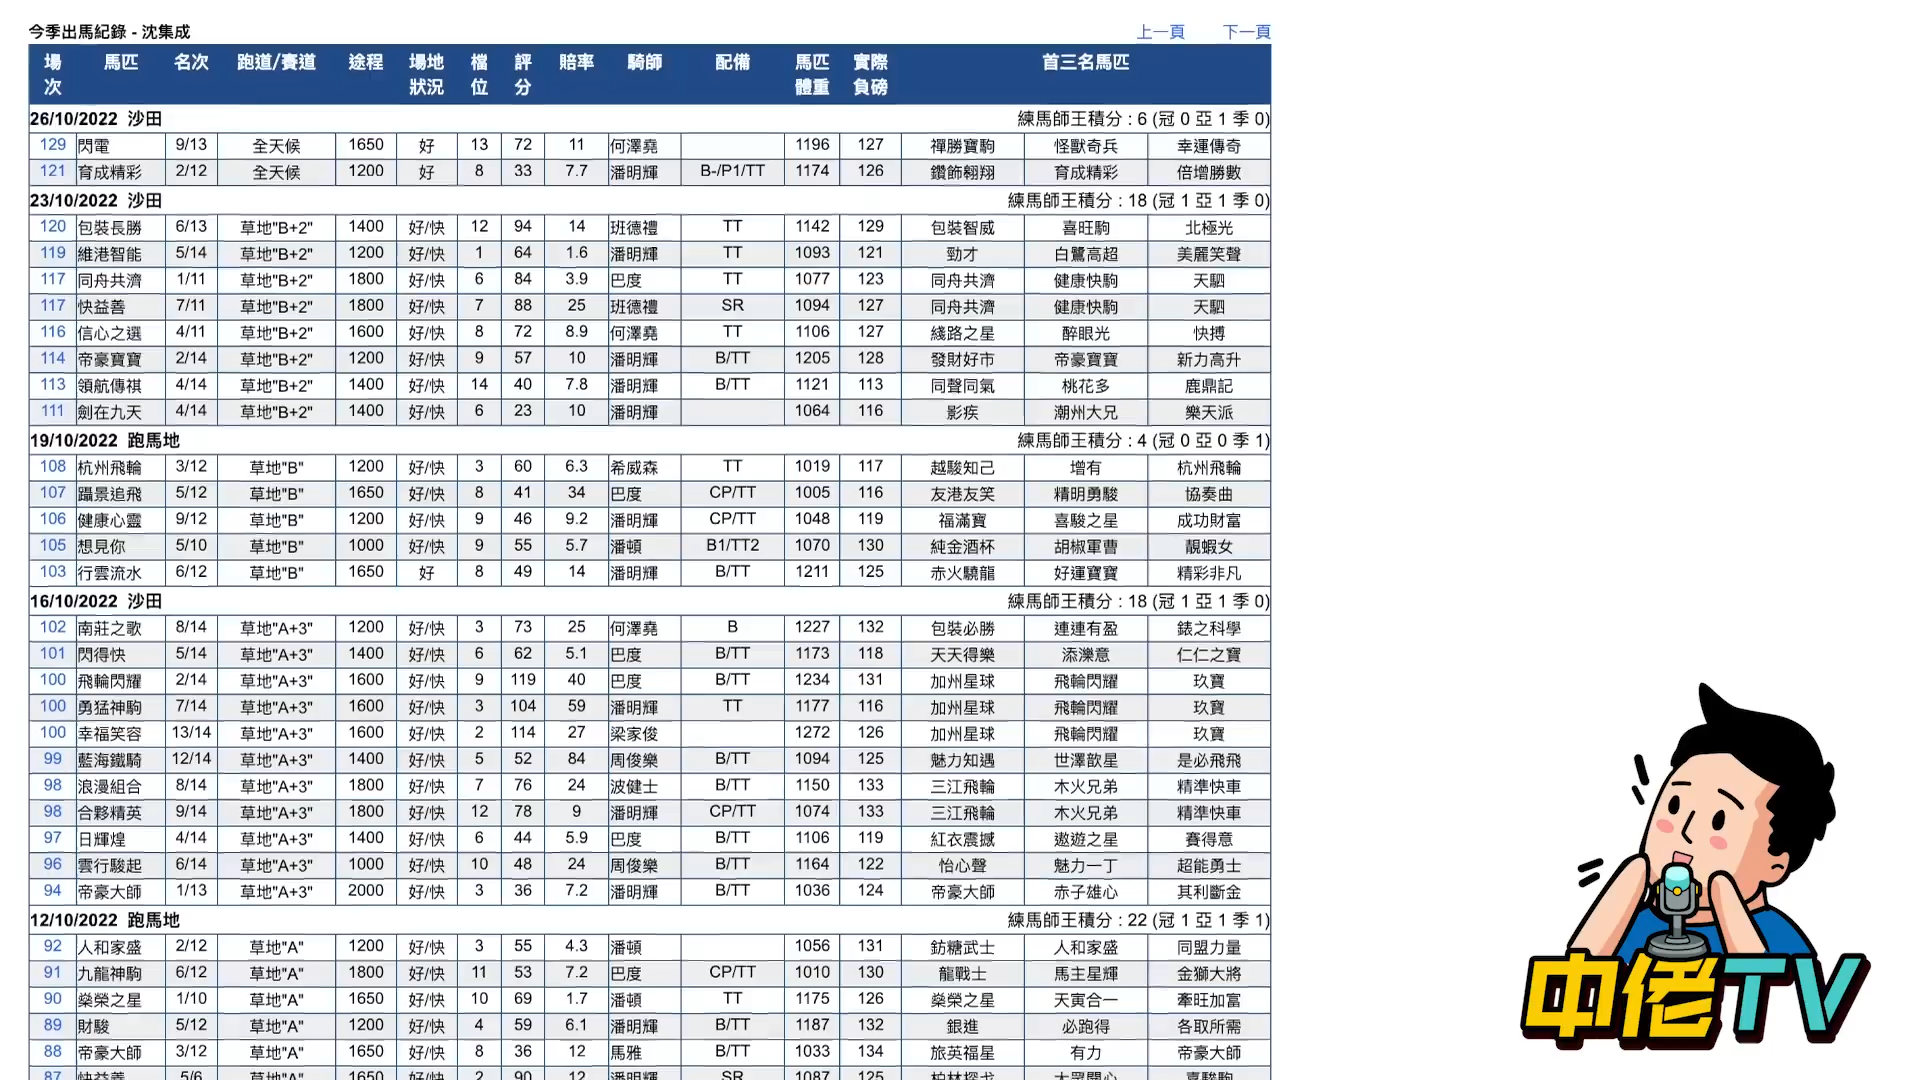 今季出馬紀錄 - 沈集成 上一頁 下一頁
場次 馬匹 名次 跑道/賽道 途程 場地狀況 檔位 評分 賠率 騎師 配備 馬匹體重 實際負磅 首三名馬匹
26/10/2022 沙田 練馬師王積分 : 6 (冠 0 亞 1 季 0)
129 閃電 9/13 全天候 1650 好 13 72 11 何澤堯 1196 127 禪勝寶駒 怪獸奇兵 幸運傳奇
121 育成精彩 2/12 全天候 1200 好 8 33 7.7 潘明輝 B-/P1/TT 1174 126 鑽飾翱翔 育成精彩 倍增勝數
23/10/2022 沙田 練馬師王積分 : 18 (冠 1 亞 1 季 0)
120 包裝長勝 6/13 草地"B+2" 1400 好/快 12 94 14 班德禮 TT 1142 129 包裝智威 喜旺駒 北極光
119 維港智能 5/14 草地"B+2" 1200 好/快 1 64 1.6 潘明輝 TT 1093 121 勁才 白鷺高超 美麗笑聲
117 同舟共濟 1/11 草地"B+2" 1800 好/快 6 84 3.9 巴度 TT 1077 123 同舟共濟 健康快駒 天駟
117 快益善 7/11 草地"B+2" 1800 好/快 7 88 25 班德禮 SR 1094 127 同舟共濟 健康快駒 天駟
116 信心之選 4/11 草地"B+2" 1600 好/快 8 72 8.9 何澤堯 TT 1106 127 綫路之星 醉眼光 快搏
114 帝豪寶寶 2/14 草地"B+2" 1200 好/快 9 57 10 潘明輝 B/TT 1205 128 發財好市 帝豪寶寶 新力高升
113 領航傳祺 4/14 草地"B+2" 1400 好/快 14 40 7.8 潘明輝 B/TT 1121 113 同聲同氣 桃花多 鹿鼎記
111 劍在九天 4/14 草地"B+2" 1400 好/快 6 23 10 潘明輝 1064 116 影疾 潮州大兄 樂天派
19/10/2022 跑馬地 練馬師王積分 : 4 (冠 0 亞 0 季 1)
108 杭州飛輪 3/12 草地"B" 1200 好/快 3 60 6.3 希威森 TT 1019 117 越駿知己 增有 杭州飛輪
107 躡景追飛 5/12 草地"B" 1650 好/快 8 41 34 巴度 CP/TT 1005 116 友港友笑 精明勇駿 協奏曲
106 健康心靈 9/12 草地"B" 1200 好/快 9 46 9.2 潘明輝 CP/TT 1048 119 福滿寶 喜駿之星 成功財富
105 想見你 5/10 草地"B" 1000 好/快 9 55 5.7 潘頓 B1/TT2 1070 130 純金酒杯 胡椒軍曹 靚蝦女
103 行雲流水 6/12 草地"B" 1650 好 8 49 14 潘明輝 B/TT 1211 125 赤火驍龍 好運寶寶 精彩非凡
16/10/2022 沙田 練馬師王積分 : 18 (冠 1 亞 1 季 0)
102 南莊之歌 8/14 草地"A+3" 1200 好/快 3 73 25 何澤堯 B 1227 132 包裝必勝 連連有盈 錶之科學
101 閃得快 5/14 草地"A+3" 1400 好/快 6 62 5.1 巴度 B/TT 1173 118 天天得樂 添濼意 仁仁之寶
100 飛輪閃耀 2/14 草地"A+3" 1600 好/快 9 119 40 巴度 B/TT 1234 131 加州星球 飛輪閃耀 玖寶
100 勇猛神駒 7/14 草地"A+3" 1600 好/快 3 104 59 潘明輝 TT 1177 116 加州星球 飛輪閃耀 玖寶
100 幸福笑容 13/14 草地"A+3" 1600 好/快 2 114 27 梁家俊 1272 126 加州星球 飛輪閃耀 玖寶
99 藍海鐵騎 12/14 草地"A+3" 1400 好/快 5 52 84 周俊樂 B/TT 1094 125 魅力知遇 世澤歆星 是必飛飛
98 浪漫組合 8/14 草地"A+3" 1800 好/快 7 76 24 波健士 B/TT 1150 133 三江飛輪 木火兄弟 精準快車
98 合夥精英 9/14 草地"A+3" 1800 好/快 12 78 9 潘明輝 CP/TT 1074 133 三江飛輪 木火兄弟 精準快車
97 日輝煌 4/14 草地"A+3" 1400 好/快 6 44 5.9 巴度 B/TT 1106 119 紅衣震撼 遨遊之星 賽得意
96 雲行駿起 6/14 草地"A+3" 1000 好/快 10 48 24 周俊樂 B/TT 1164 122 怡心聲 魅力一丁 超能勇士
94 帝豪大師 1/13 草地"A+3" 2000 好/快 3 36 7.2 潘明輝 B/TT 1036 124 帝豪大師 赤子雄心 其利斷金
12/10/2022 跑馬地 練馬師王積分 : 22 (冠 1 亞 1 季 1)
92 人和家盛 2/12 草地"A" 1200 好/快 3 55 4.3 潘頓 1056 131 鈁糖武士 人和家盛 同盟力量
91 九龍神駒 6/12 草地"A" 1800 好/快 11 53 7.2 巴度 CP/TT 1010 130 龍戰士 馬主星輝 金獅大將
90 燊榮之星 1/10 草地"A" 1650 好/快 10 69 1.7 潘頓 TT 1175 126 燊榮之星 天寅合一 牽旺加富
89 財駿 5/12 草地"A" 1200 好/快 4 59 6.1 潘明輝 B/TT 1187 132 銀進 必跑得 各取所需
88 帝豪大師 3/12 草地"A" 1650 好/快 8 36 12 馬雅 B/TT 1033 134 旅英福星 有力 帝豪大師
87 快益善 5/6 草地"A" 1650 好/快 2 90 12 潘明輝 SR 1087 125 柏林探戈 大眾開心 喜駿駒
中佬TV